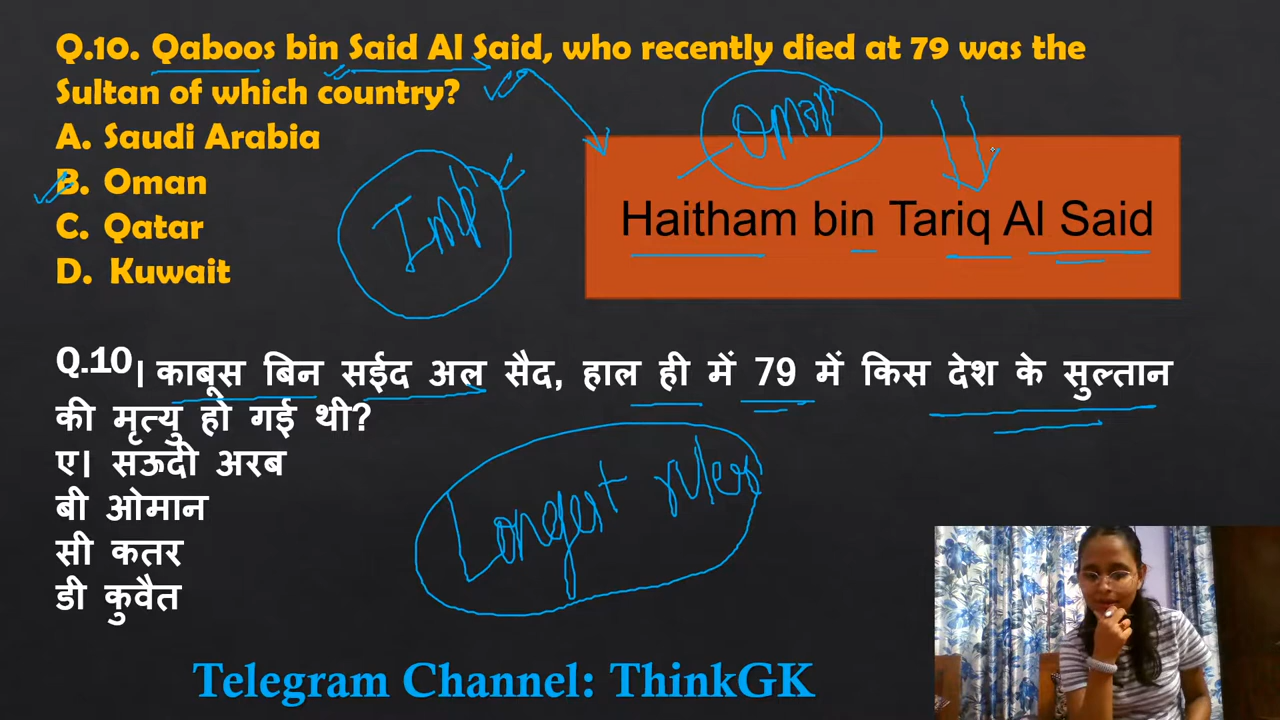 Q.10. Qaboos bin Said Al Said, who recently died at 79 was the
Sultan of which country?
A. Saudi Arabia
B. Oman
C. Qatar
D. Kuwait
Oman
Imp
Haitham bin Tariq Al Said
Q.10। काबूस बिन सईद अल सैद, हाल ही में 79 में किस देश के सुल्तान
की मृत्यु हो गई थी?
ए। सऊदी अरब
बी ओमान
सी कतर
डी कुवैत
Longest ruler
Telegram Channel: ThinkGK